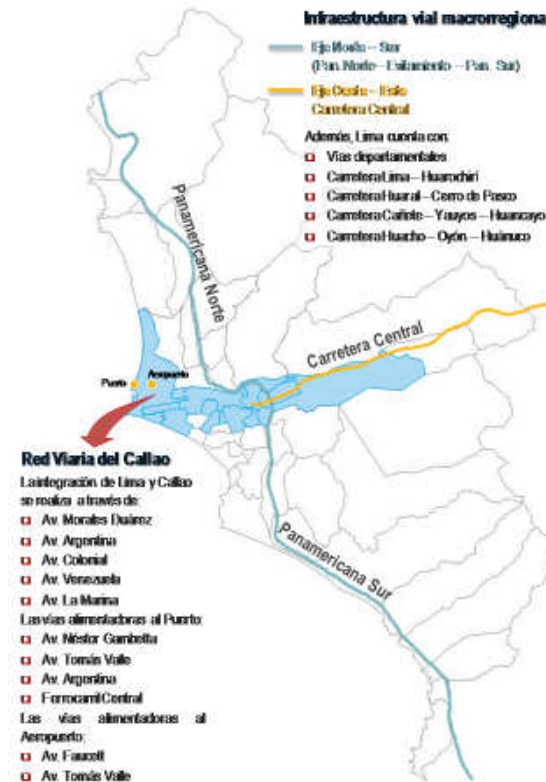 Infraestructura vial macrorregiona
Eje Norte – Sur
(Pan. Norte – Evitamiento – Pan. Sur)
Eje Oeste – Este
Carretera Central
Además, Lima cuenta con:
Vías departamentales
Carretera Lima – Huarochirí
Carretera Huaral – Cerro de Pasco
Carretera Cañete – Yauyos – Huancayo
Carretera Huacho – Oyón – Huánuco
Panamericana Norte
Carretera Central
Puerto
Aeropuerto
Panamericana Sur
Red Viaria del Callao
La integración de Lima y Callao
se realiza a través de:
Av. Morales Duárez
Av. Argentina
Av. Colonial
Av. Venezuela
Av. La Marina
Las vías alimentadoras al Puerto:
Av. Néstor Gambetta
Av. Tomás Valle
Av. Argentina
Ferrocarril Central
Las vías alimentadoras al
Aeropuerto:
Av. Faucett
Av. Tomás Valle